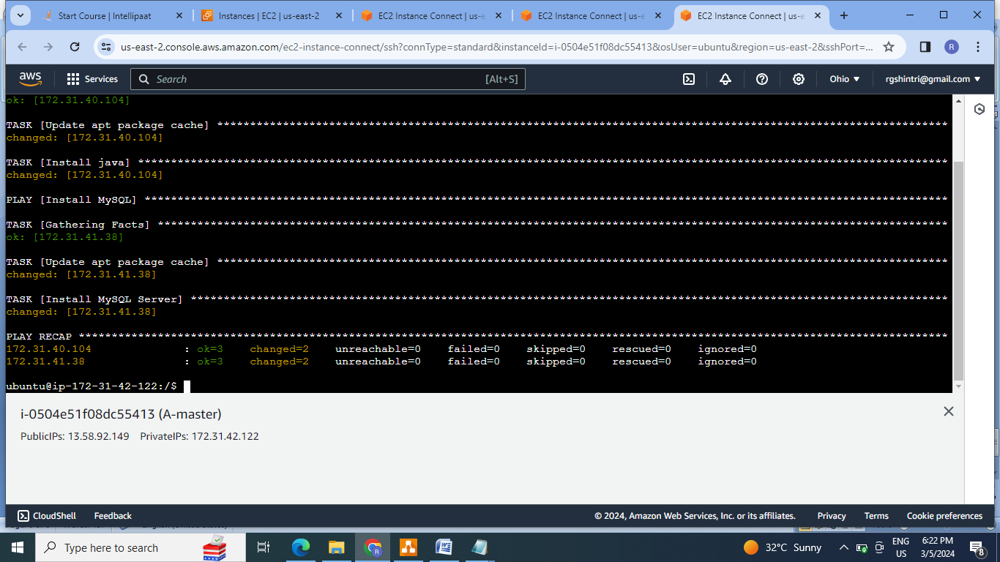 Start Course | Intellipaat
Instances | EC2 | us-east-2
EC2 Instance Connect | us-e
EC2 Instance Connect | us-e
EC2 Instance Connect | us-e
us-east-2.console.aws.amazon.com/ec2-instance-connect/ssh?connType=standard&instanceId=i-0504e51f08dc55413&osUser=ubuntu&region=us-east-2&sshPort=...
R
aws
Services
Search
[Alt+S]
Ohio
rgshintri@gmail.com
ok: [172.31.40.104]
TASK [Update apt package cache] ***************************************************************************************************************
changed: [172.31.40.104]
TASK [Install java] ***************************************************************************************************************************
changed: [172.31.40.104]
PLAY [Install MySQL] **************************************************************************************************************************
TASK [Gathering Facts] ************************************************************************************************************************
ok: [172.31.41.38]
TASK [Update apt package cache] ***************************************************************************************************************
changed: [172.31.41.38]
TASK [Install MySQL Server] *******************************************************************************************************************
changed: [172.31.41.38]
PLAY RECAP ************************************************************************************************************************************
172.31.40.104 : ok=3 changed=2 unreachable=0 failed=0 skipped=0 rescued=0 ignored=0
172.31.41.38 : ok=3 changed=2 unreachable=0 failed=0 skipped=0 rescued=0 ignored=0
ubuntu@ip-172-31-42-122:/$
i-0504e51f08dc55413 (A-master)
PublicIPs: 13.58.92.149 PrivateIPs: 172.31.42.122
CloudShell
Feedback
© 2024, Amazon Web Services, Inc. or its affiliates.
Privacy
Terms
Cookie preferences
Type here to search
32°C Sunny
ENG
US
6:22 PM
3/5/2024
8